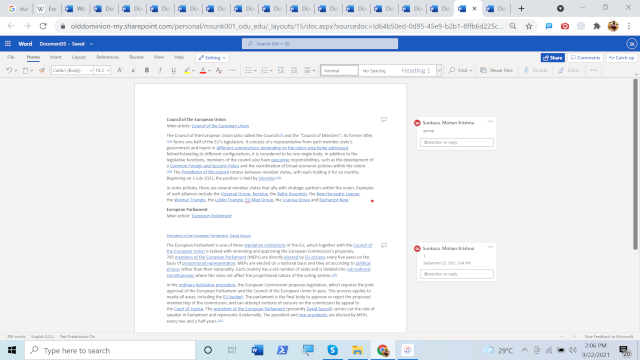 olddominion-my.sharepoint.com/personal/msunk001_odu_edu/_layouts/15/doc.aspx?sourcedoc={d64b50ed-0d95-45e9-b2b1-8ffb6d225c...
Word Document35 - Saved
Search (Alt + Q)
File Home Insert Layout References Review View Help
Editing Share Comments Catch up
Calibri (Body) 10.5
Normal No Spacing Heading 1
Find Reuse Files Dictate Editor
Council of the European Union
Main article: Council of the European Union
The Council of the European Union (also called the Council and the "Council of Ministers", its former title)
forms one half of the EU's legislature. It consists of a representative from each member state's
government and meets in different compositions depending on the policy area being addressed.
Notwithstanding its different configurations, it is considered to be one single body. In addition to the
legislative functions, members of the council also have executive responsibilities, such as the development of
a Common Foreign and Security Policy and the coordination of broad economic policies within the Union.
The Presidency of the council rotates between member states, with each holding it for six months.
Beginning on 1 July 2021, the position is held by Slovenia.
In some policies, there are several member states that ally with strategic partners within the union. Examples
of such alliances include the Visegrad Group, Benelux, the Baltic Assembly, the New Hanseatic League,
the Weimar Triangle, the Lublin Triangle, EU Med Group, the Craiova Group and Bucharest Nine.
European Parliament
Main article: European Parliament
President of the European Parliament, David Sassoli
The European Parliament is one of three legislative institutions of the EU, which together with the Council of
the European Union is tasked with amending and approving the European Commission's proposals.
705 members of the European Parliament (MEPs) are directly elected by EU citizens every five years on the
basis of proportional representation. MEPs are elected on a national basis and they sit according to political
groups rather than their nationality. Each country has a set number of seats and is divided into sub-national
constituencies where this does not affect the proportional nature of the voting system.
In the ordinary legislative procedure, the European Commission proposes legislation, which requires the joint
approval of the European Parliament and the Council of the European Union to pass. This process applies to
nearly all areas, including the EU budget. The parliament is the final body to approve or reject the proposed
membership of the commission, and can attempt motions of censure on the commission by appeal to
the Court of Justice. The president of the European Parliament (presently David Sassoli) carries out the role of
speaker in Parliament and represents it externally. The president and vice presidents are elected by MEPs
every two and a half years.
Sunkara, Mohan Krishna
group
@mention or reply
Sunkara, Mohan Krishna
1
September 22, 2021, 2:04 PM
@mention or reply
English (U.S.) Text Predictions: On
Give Feedback to Microsoft
Type here to search
29°C
2:06 PM
9/22/2021